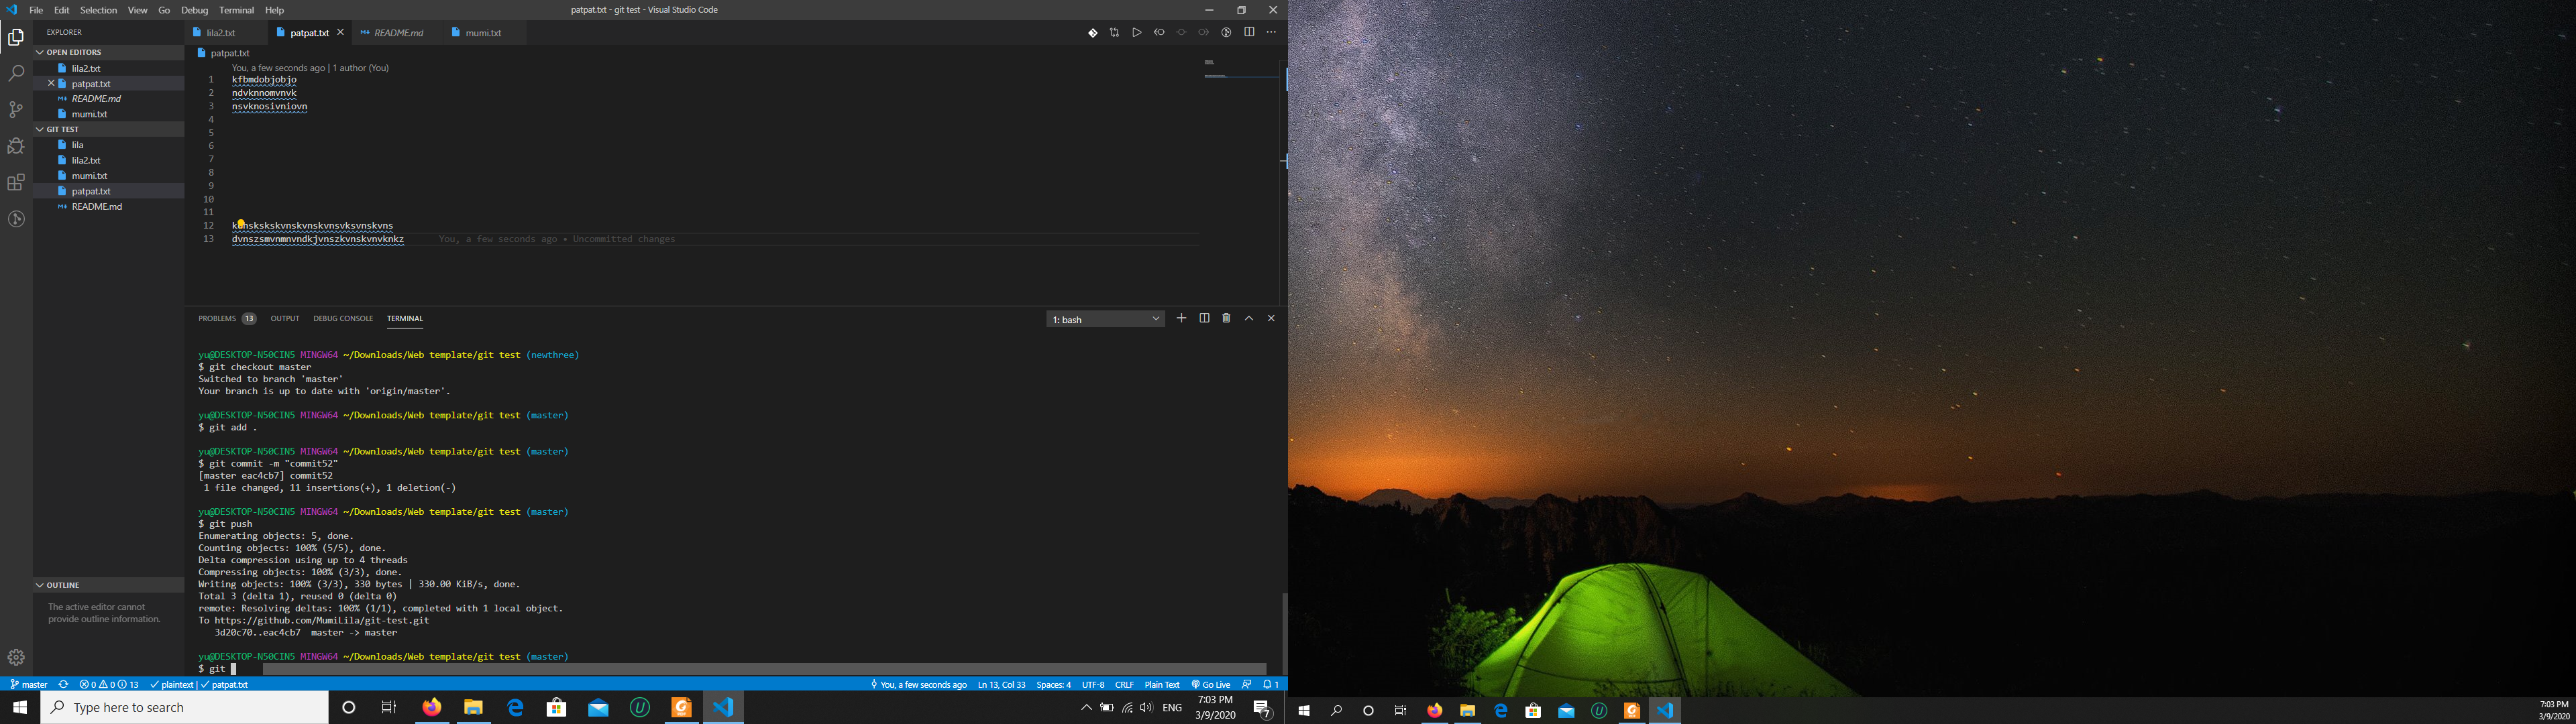 File Edit Selection View Go Debug Terminal Help
patpat.txt - git test - Visual Studio Code
EXPLORER
OPEN EDITORS
lila2.txt
patpat.txt
README.md
mumi.txt
GIT TEST
lila
lila2.txt
mumi.txt
patpat.txt
README.md
OUTLINE
The active editor cannot
provide outline information.
lila2.txt patpat.txt README.md mumi.txt
patpat.txt
You, a few seconds ago | 1 author (You)
1 kfbmdobjobjo
2 ndvknnomvnvk
3 nsvknosivniovn
4
5
6
7
8
9
10
11
12
13 dvnszsmvnmnvndkjvnszkvnskvnvknkz You, a few seconds ago • Uncommitted changes
PROBLEMS 13 OUTPUT DEBUG CONSOLE TERMINAL 1: bash
yu@DESKTOP-N50CIN5 MINGW64 ~/Downloads/Web template/git test (newthree)
$ git checkout master
Switched to branch 'master'
Your branch is up to date with 'origin/master'.
yu@DESKTOP-N50CIN5 MINGW64 ~/Downloads/Web template/git test (master)
$ git add .
yu@DESKTOP-N50CIN5 MINGW64 ~/Downloads/Web template/git test (master)
$ git commit -m "commit52"
[master eac4cb7] commit52
1 file changed, 11 insertions(+), 1 deletion(-)
yu@DESKTOP-N50CIN5 MINGW64 ~/Downloads/Web template/git test (master)
$ git push
Enumerating objects: 5, done.
Counting objects: 100% (5/5), done.
Delta compression using up to 4 threads
Compressing objects: 100% (3/3), done.
Writing objects: 100% (3/3), 330 bytes | 330.00 KiB/s, done.
Total 3 (delta 1), reused 0 (delta 0)
remote: Resolving deltas: 100% (1/1), completed with 1 local object.
To https://github.com/MumiLila/git-test.git
3d20c70..eac4cb7 master -> master
yu@DESKTOP-N50CIN5 MINGW64 ~/Downloads/Web template/git test (master)
$ git
master 0 0 13 plaintext | patpat.txt You, a few seconds ago Ln 13, Col 33 Spaces: 4 UTF-8 CRLF Plain Text Go Live 1
Type here to search
ENG
7:03 PM
3/9/2020
7
7:03 PM
3/9/2020